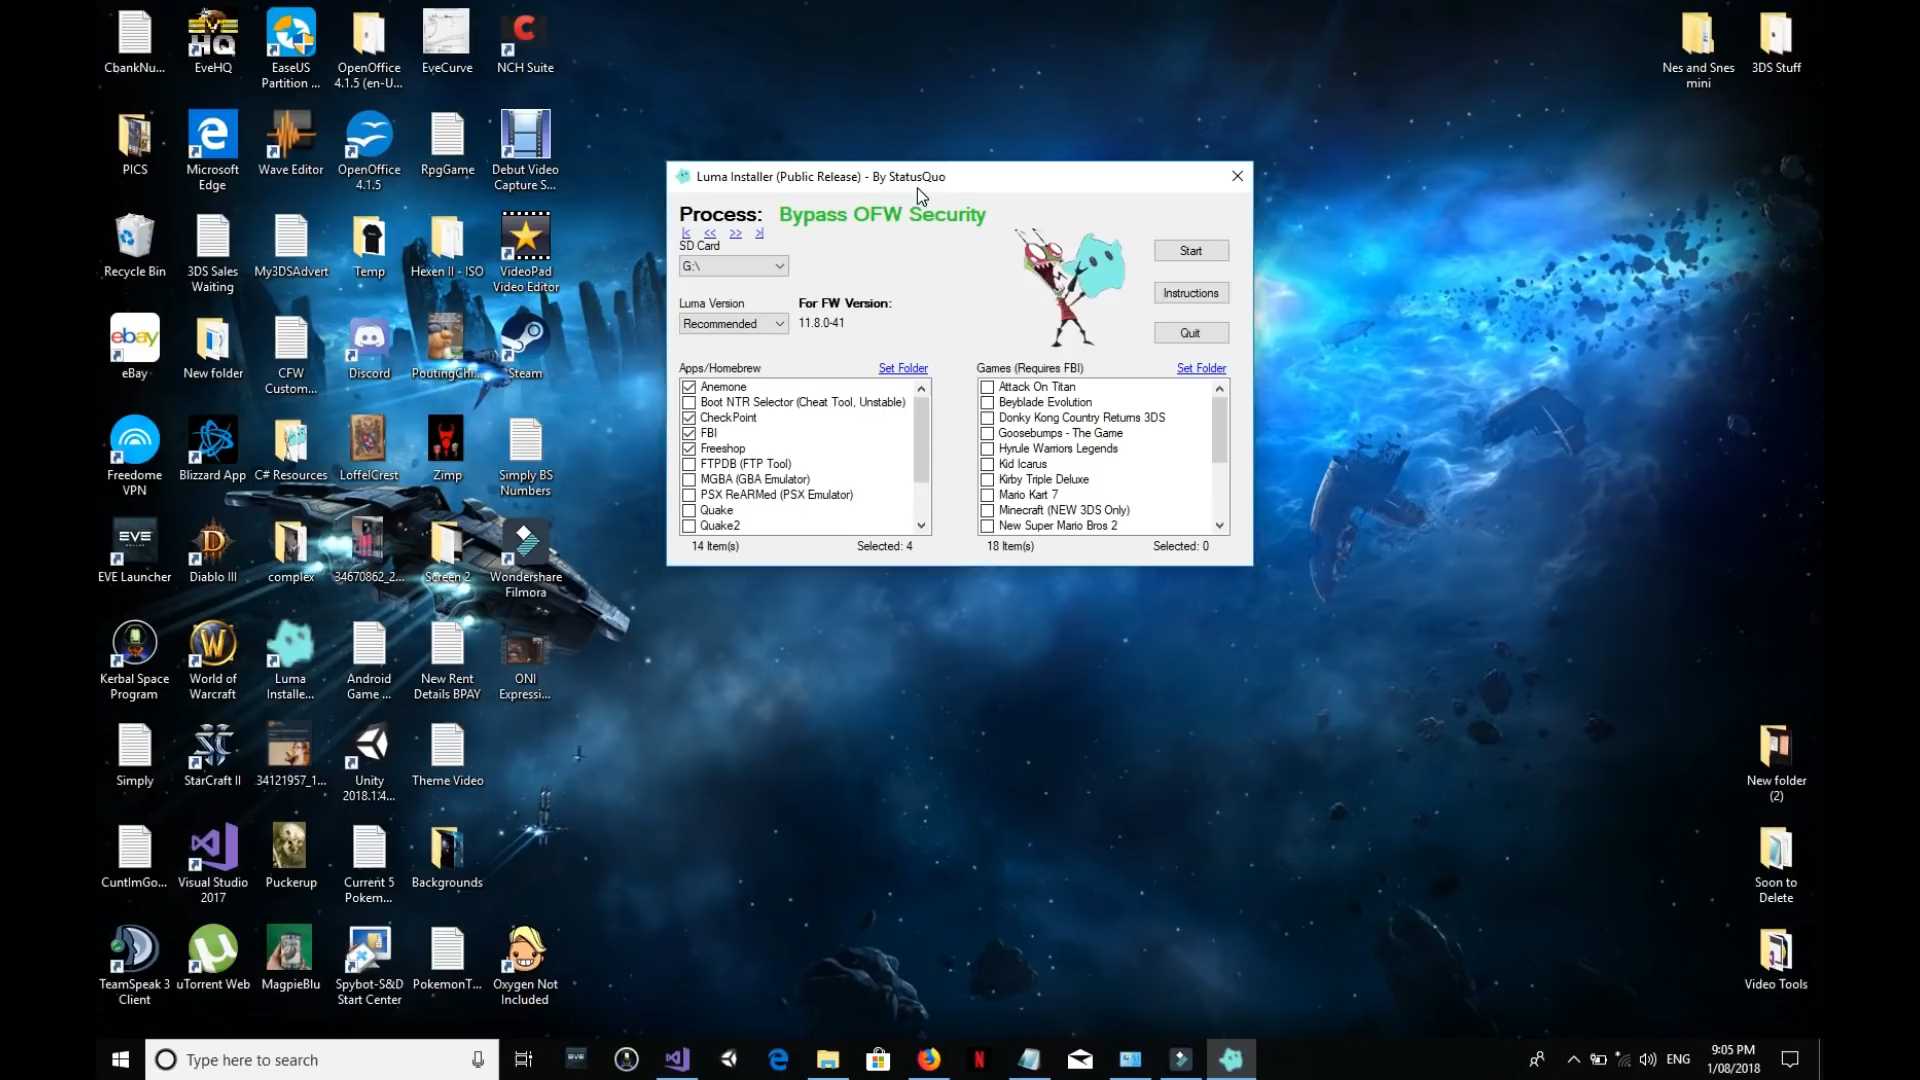 CbankNu...
EveHQ
EaseUS
Partition ...
OpenOffice
4.1.5 (en-U...
EveCurve
NCH Suite
Nes and Snes
mini
3DS Stuff
PICS
Microsoft
Edge
Wave Editor
OpenOffice
4.1.5
RpgGame
Debut Video
Capture S...
Recycle Bin
3DS Sales
Waiting
My3DSAdvert
Temp
Hexen II - ISO
VideoPad
Video Editor
ebay
eBay
New folder
CFW
Custom...
Discord
PoutingChi...
Steam
Freedome
VPN
Blizzard App
C# Resources
LoffelCrest
Zimp
Simply BS
Numbers
EVE
EVE Launcher
Diablo III
complex
34670862_2...
Screen 2
Wondershare
Filmora
Kerbal Space
Program
World of
Warcraft
Luma
Installe...
Android
Game ...
New Rent
Details BPAY
ONI
Expressi...
Simply
StarCraft II
34121957_1...
Unity
2018.1.4...
Theme Video
CuntImGo...
Visual Studio
2017
Puckerup
Current 5
Pokem...
Backgrounds
TeamSpeak 3
Client
uTorrent Web
MagpieBlu
Spybot-S&D
Start Center
PokemonT...
Oxygen Not
Included
New folder
(2)
Soon to
Delete
Video Tools
Luma Installer (Public Release) - By StatusQuo
Process: Bypass OFW Security
|< << >> >|
SD Card
G:\
Luma Version
Recommended
For FW Version:
11.8.0-41
Start
Instructions
Quit
Apps/Homebrew Set Folder
Anemone
Boot NTR Selector (Cheat Tool, Unstable)
CheckPoint
FBI
Freeshop
FTPDB (FTP Tool)
MGBA (GBA Emulator)
PSX ReARMed (PSX Emulator)
Quake
Quake2
14 Item(s) Selected: 4
Games (Requires FBI) Set Folder
Attack On Titan
Beyblade Evolution
Donky Kong Country Returns 3DS
Goosebumps - The Game
Hyrule Warriors Legends
Kid Icarus
Kirby Triple Deluxe
Mario Kart 7
Minecraft (NEW 3DS Only)
New Super Mario Bros 2
18 Item(s) Selected: 0
Type here to search
EVE
N
ENG
9:05 PM
1/08/2018